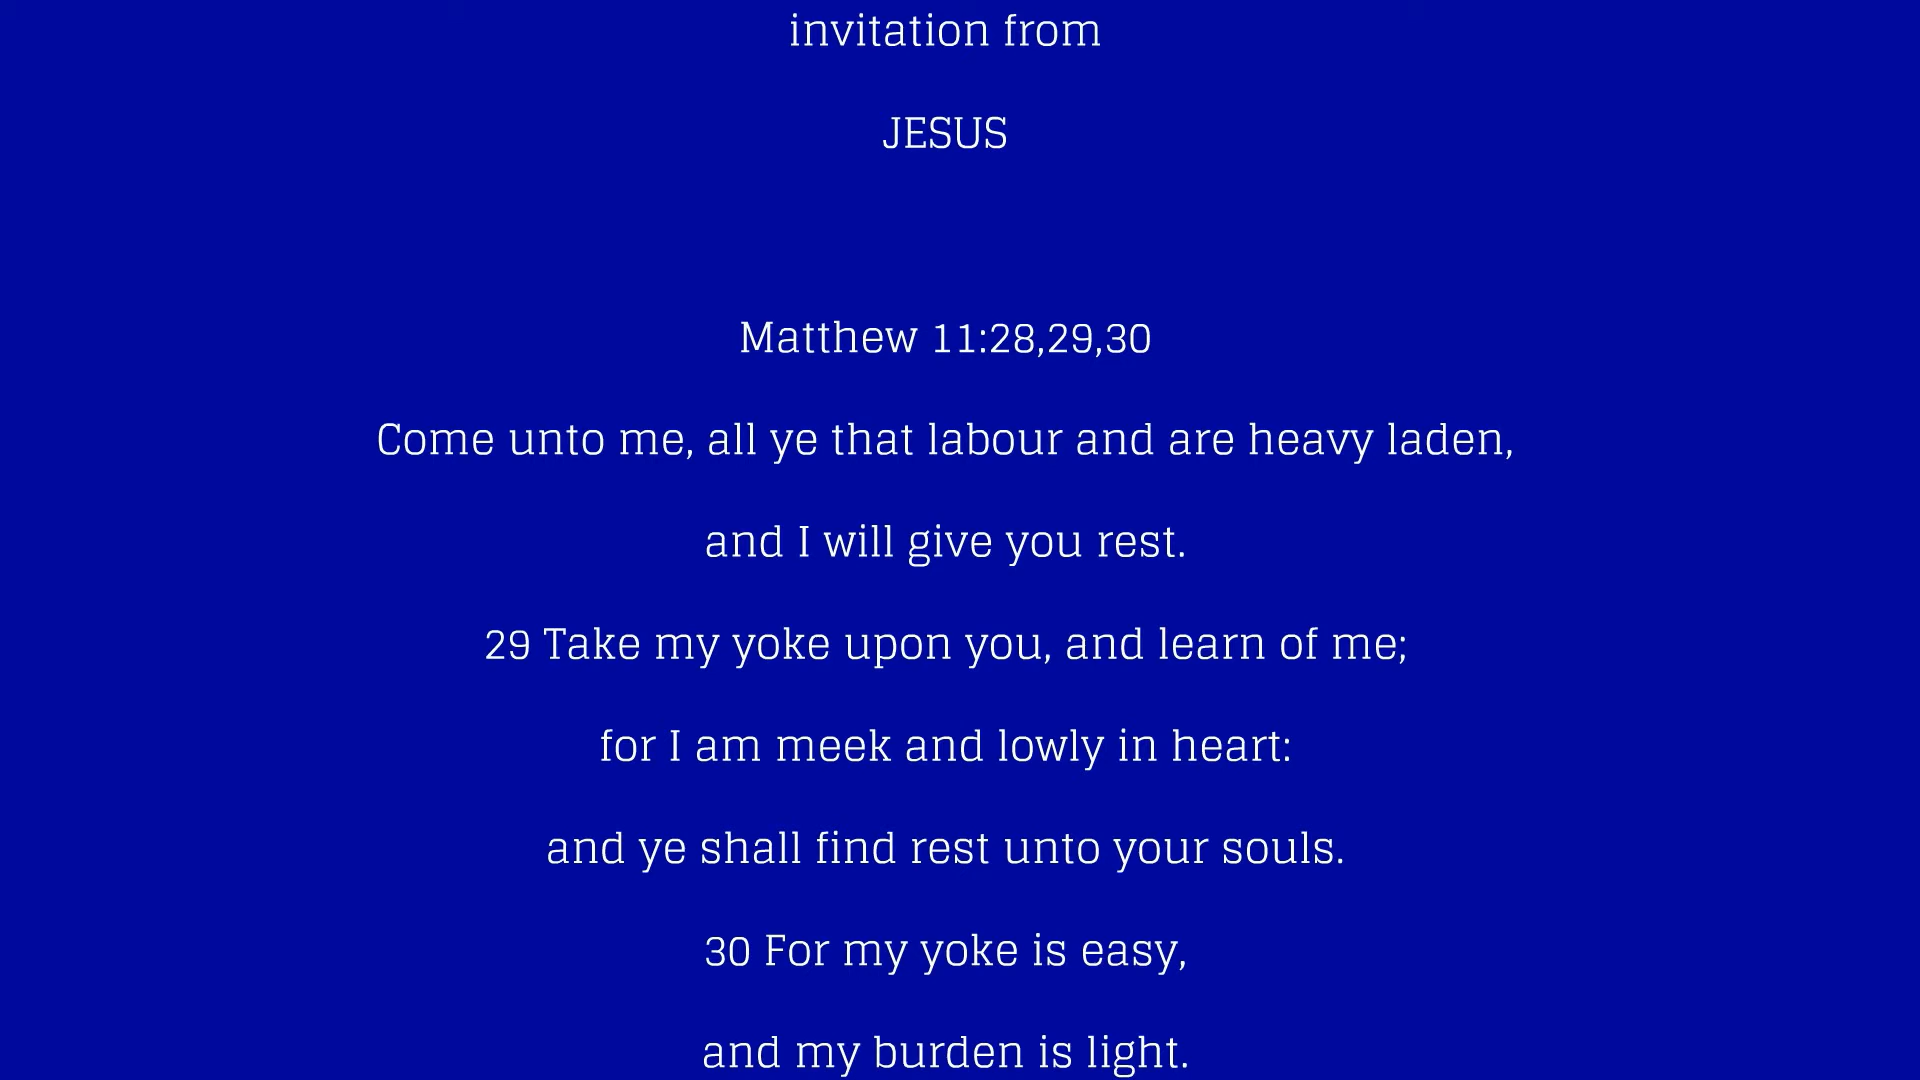 invitation from
JESUS
Matthew 11:28,29,30
Come unto me, all ye that labour and are heavy laden,
and I will give you rest.
29 Take my yoke upon you, and learn of me;
for I am meek and lowly in heart:
and ye shall find rest unto your souls.
30 For my yoke is easy,
and my burden is light.